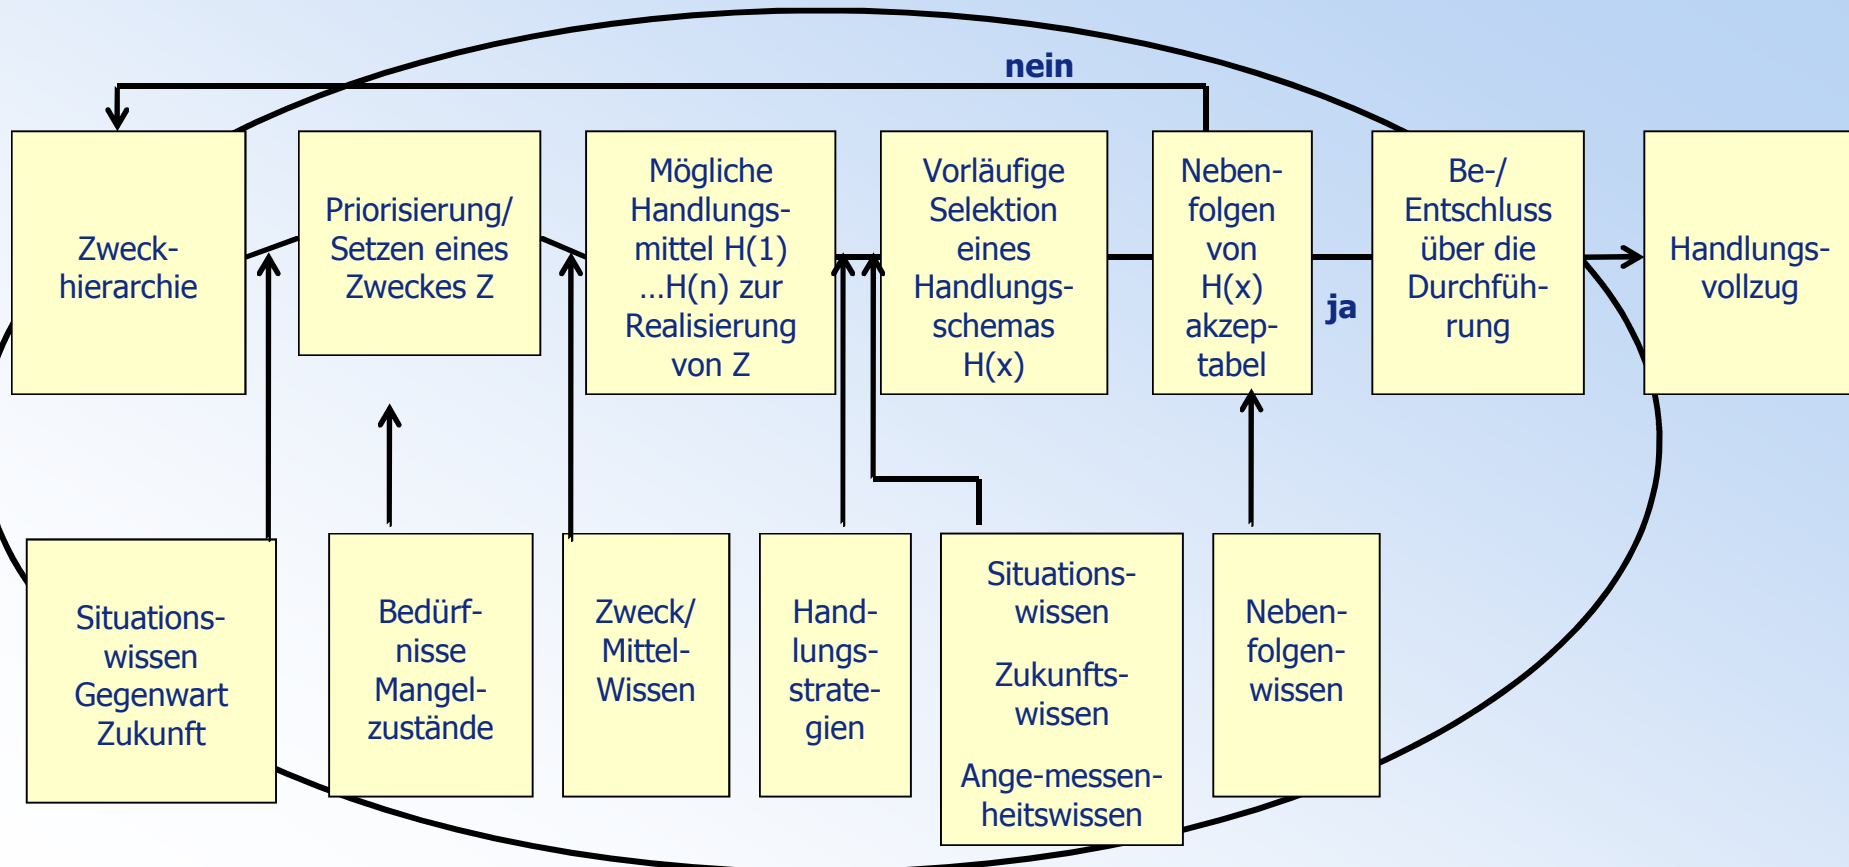 nein
Zweck-
hierarchie
Priorisierung/
Setzen eines
Zweckes Z
Mögliche
Handlungs-
mittel H(1)
...H(n) zur
Realisierung
von Z
Vorläufige
Selektion
eines
Handlungs-
schemas
H(x)
Neben-
folgen
von
H(x)
akzep-
tabel
ja
Be-/
Entschluss
über die
Durchfüh-
rung
Handlungs-
vollzug
Situations-
wissen
Gegenwart
Zukunft
Bedürf-
nisse
Mangel-
zustände
Zweck/
Mittel-
Wissen
Hand-
lungs-
strate-
gien
Situations-
wissen
Zukunfts-
wissen
Ange-messen-
heitswissen
Neben-
folgen-
wissen